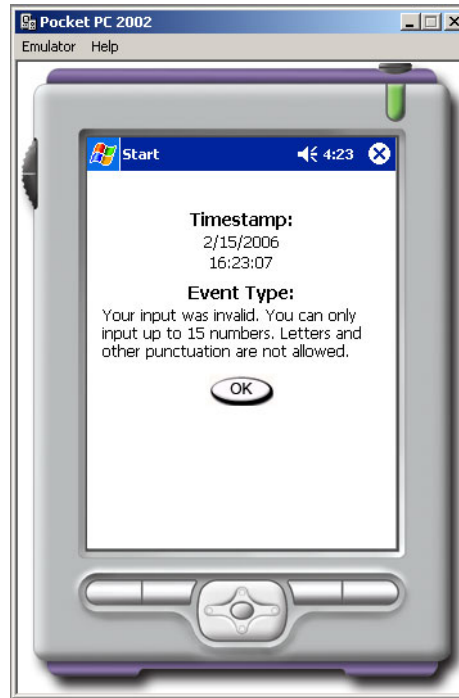 Pocket PC 2002
Emulator Help
Start 4:23
Timestamp:
2/15/2006
16:23:07
Event Type:
Your input was invalid. You can only
input up to 15 numbers. Letters and
other punctuation are not allowed.
OK